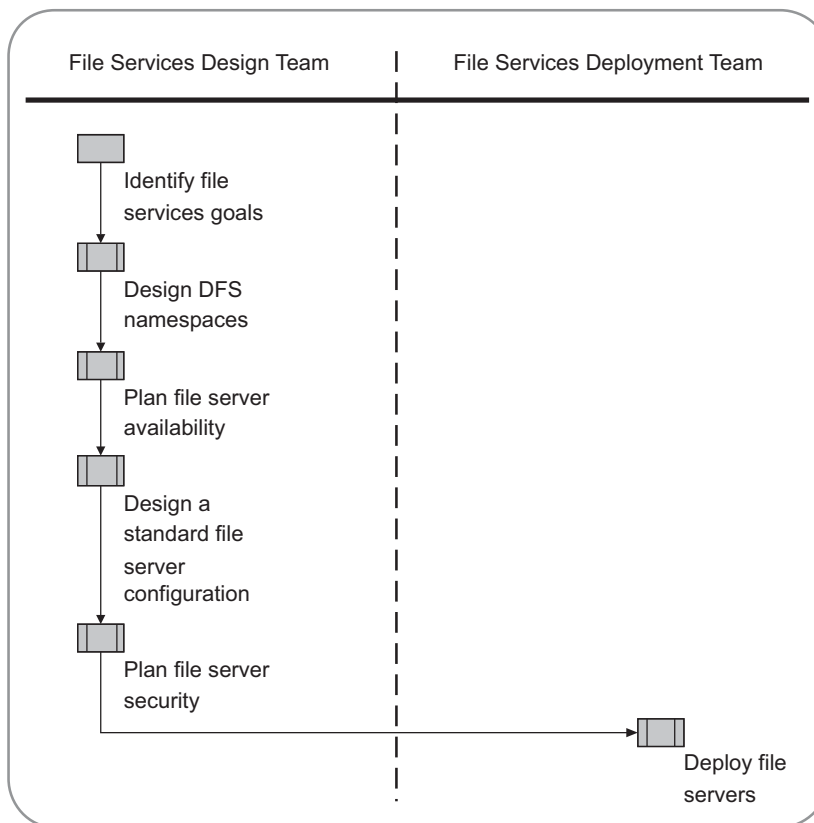 File Services Design Team
File Services Deployment Team
Identify file
services goals
Design DFS
namespaces
Plan file server
availability
Design a
standard file
server
configuration
Plan file server
security
Deploy file
servers